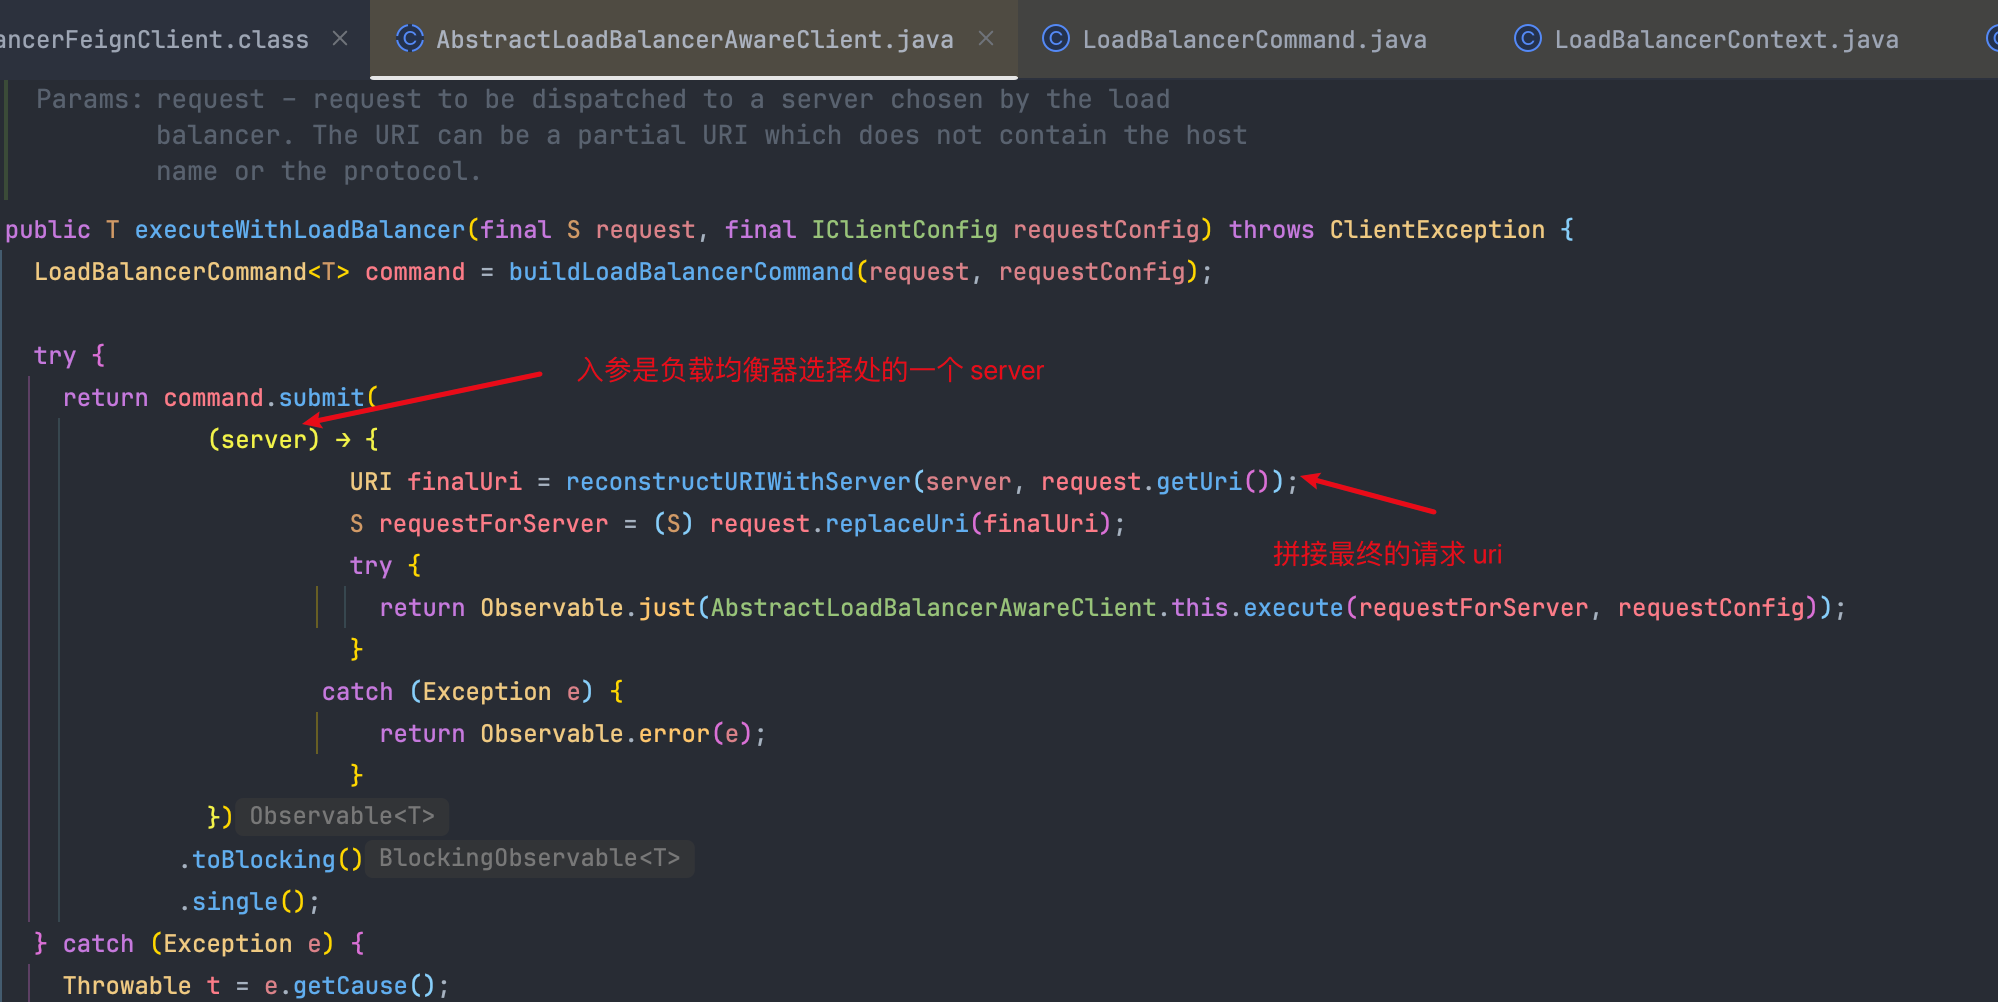 ancerFeignClient.class × AbstractLoadBalancerAwareClient.java × LoadBalancerCommand.java LoadBalancerContext.java
Params: request – request to be dispatched to a server chosen by the load
balancer. The URI can be a partial URI which does not contain the host
name or the protocol.
public T executeWithLoadBalancer(final S request, final IClientConfig requestConfig) throws ClientException {
LoadBalancerCommand<T> command = buildLoadBalancerCommand(request, requestConfig);
try {
入参是负载均衡器选择处的一个 server
return command.submit(
(server) → {
URI finalUri = reconstructURIWithServer(server, request.getUri());
S requestForServer = (S) request.replaceUri(finalUri);
拼接最终的请求 uri
try {
return Observable.just(AbstractLoadBalancerAwareClient.this.execute(requestForServer, requestConfig));
}
catch (Exception e) {
return Observable.error(e);
}
}) Observable<T>
.toBlocking() BlockingObservable<T>
.single();
} catch (Exception e) {
Throwable t = e.getCause();